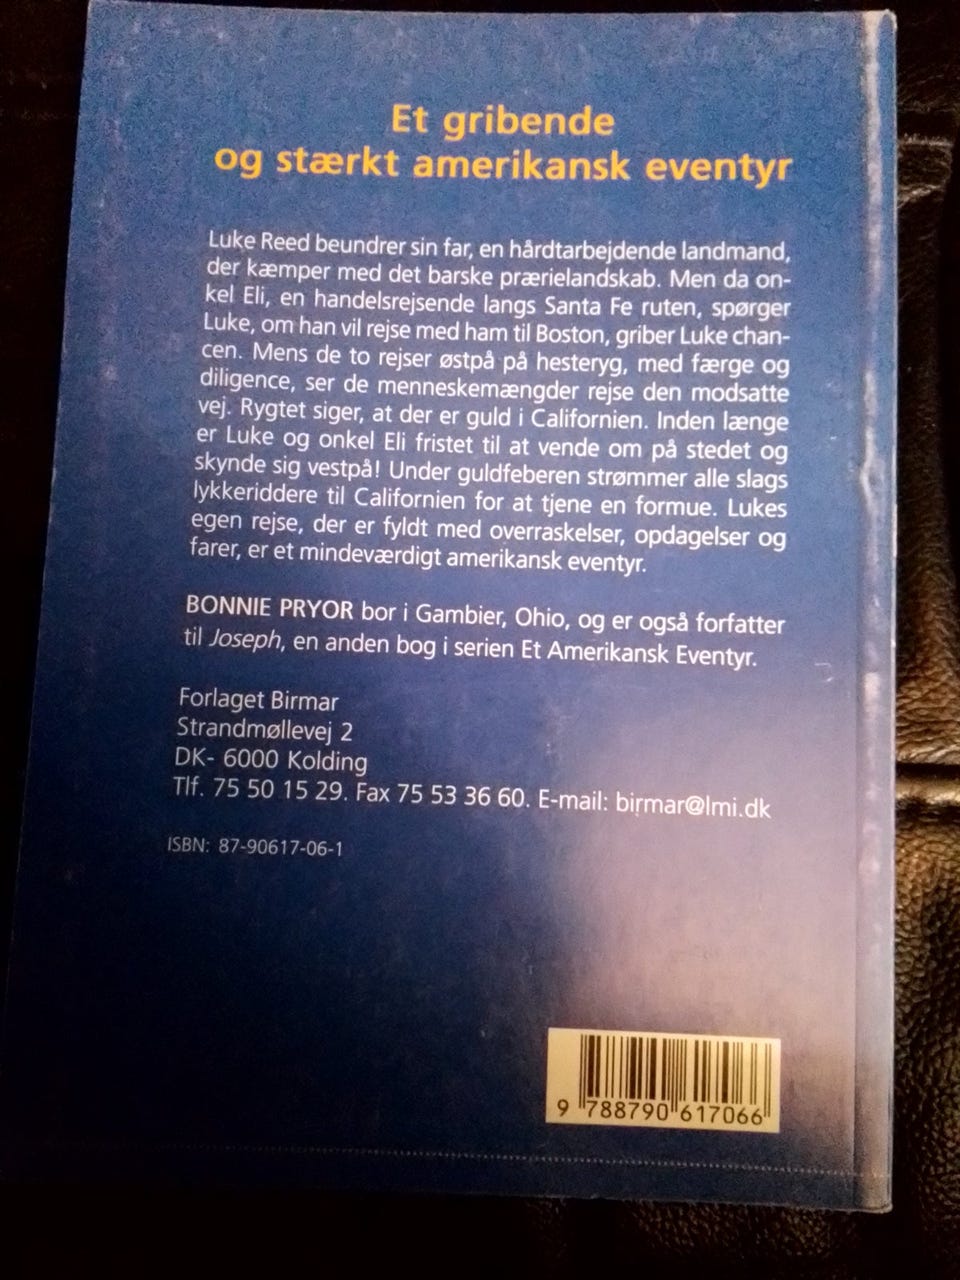 Et gribende
og stærkt amerikansk eventyr
Luke Reed beundrer sin far, en hårdtarbejdende landmand,
der kæmper med det barske prærielandskab. Men da on-
kel Eli, en handelsrejsende langs Santa Fe ruten, spørger
Luke, om han vil rejse med ham til Boston, griber Luke chan-
cen. Mens de to rejser østpå på hesteryg, med færge og
diligence, ser de menneskemængder rejse den modsatte
vej. Rygtet siger, at der er guld i Californien. Inden længe
er Luke og onkel Eli fristet til at vende om på stedet og
skynde sig vestpå! Under guldfeberen strømmer alle slags
lykkeriddere til Californien for at tjene en formue. Lukes
egen rejse, der er fyldt med overraskelser, opdagelser og
farer, er et mindeværdigt amerikansk eventyr.
BONNIE PRYOR bor i Gambier, Ohio, og er også forfatter
til Joseph, en anden bog i serien Et Amerikansk Eventyr.
Forlaget Birmar
Strandmøllevej 2
DK- 6000 Kolding
Tlf. 75 50 15 29. Fax 75 53 36 60. E-mail: birmar@lmi.dk
ISBN: 87-90617-06-1
9 788790 617066